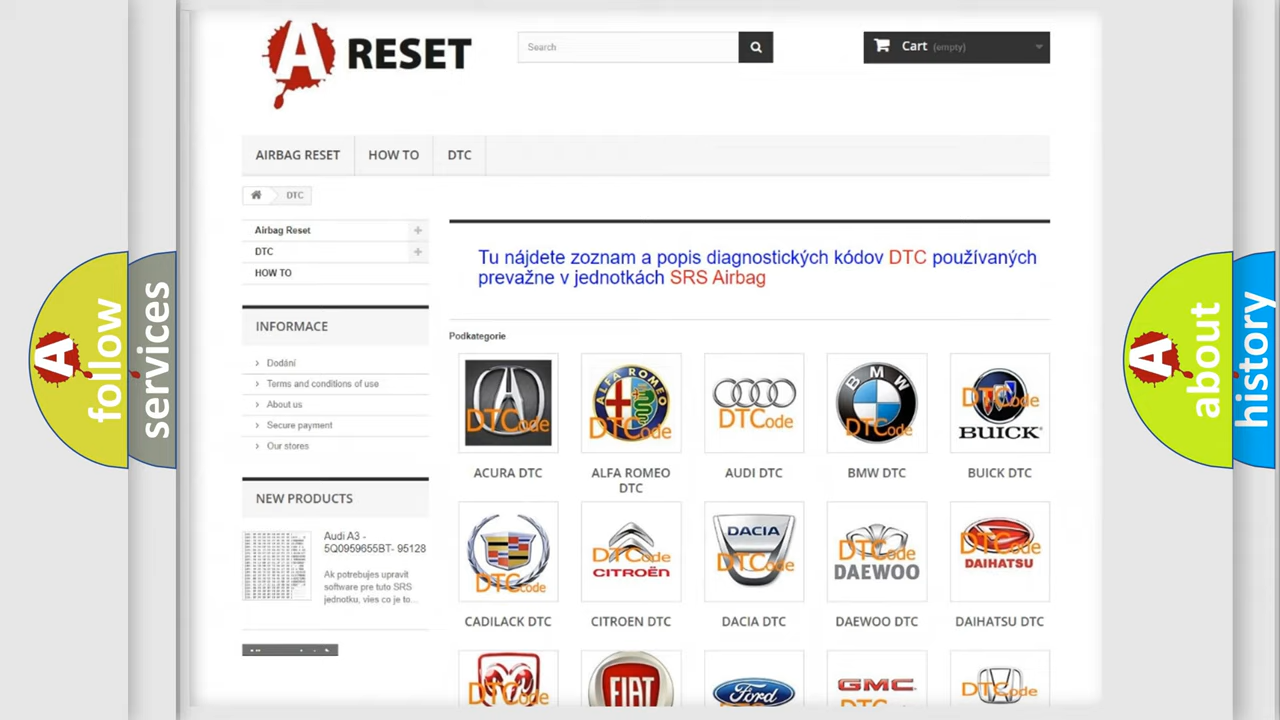 A RESET
Search
Cart (empty)
AIRBAG RESET
HOW TO
DTC
DTC
Airbag Reset
DTC
HOW TO
Tu nájdete zoznam a popis diagnostických kódov DTC používaných
prevažne v jednotkách SRS Airbag
INFORMACE
Dodání
Terms and conditions of use
About us
Secure payment
Our stores
NEW PRODUCTS
Audi A3 -
5Q0959655BT- 95128
Ak potrebujes upravit
software pre tuto SRS
jednotku, vies co je to...
Podkategorie
DTCode
ALFA ROMEO
DTCode
DTCode
BMW
DTCode
DTCode
BUICK
ACURA DTC
ALFA ROMEO
DTC
AUDI DTC
BMW DTC
BUICK DTC
DTCode
DTCode
CITROËN
DACIA
DTCode
DTCode
DAEWOO
DTCode
DAIHATSU
CADILACK DTC
CITROEN DTC
DACIA DTC
DAEWOO DTC
DAIHATSU DTC
DTCode
FIAT
Ford
GMC
DTCode
A follow
services
A about
history